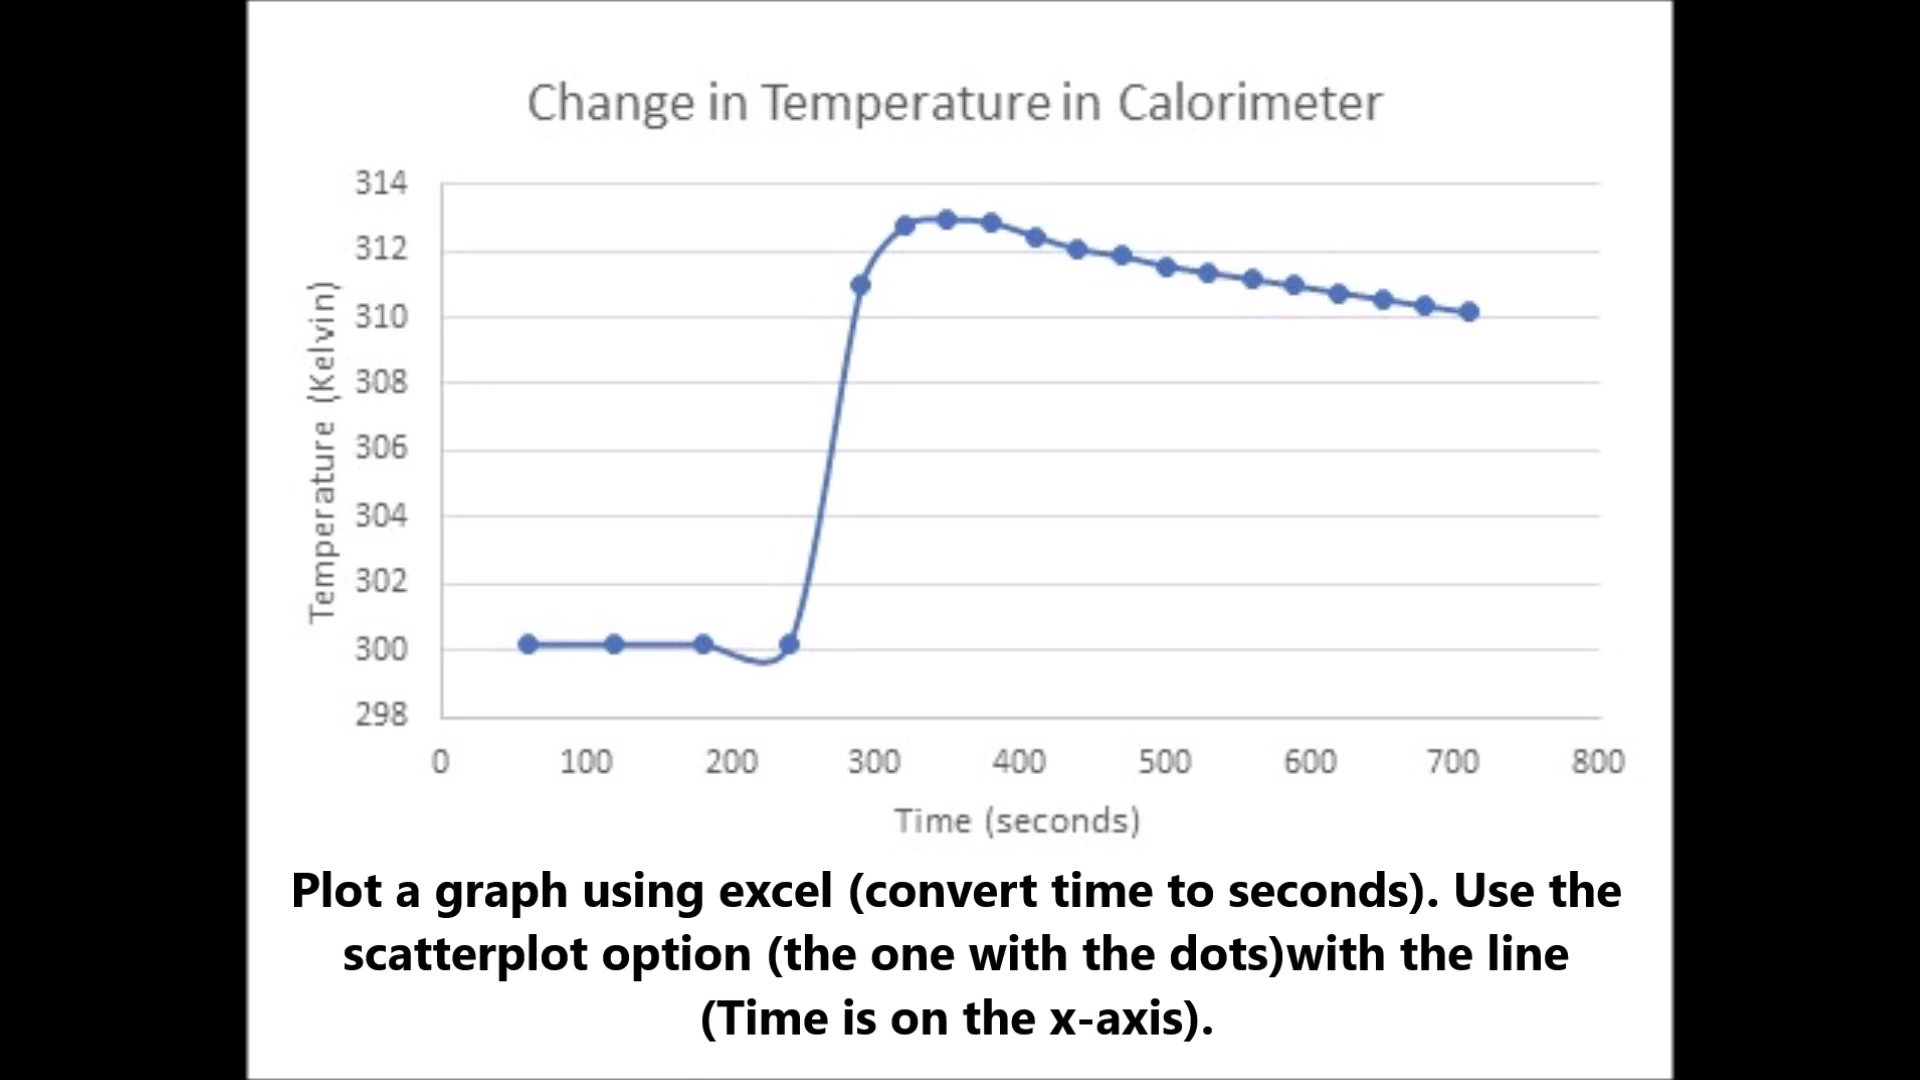 Change in Temperature in Calorimeter
314
312
310
308
306
304
302
300
298
Temperature (Kelvin)
0 100 200 300 400 500 600 700 800
Time (seconds)
Plot a graph using excel (convert time to seconds). Use the
scatterplot option (the one with the dots)with the line
(Time is on the x-axis).